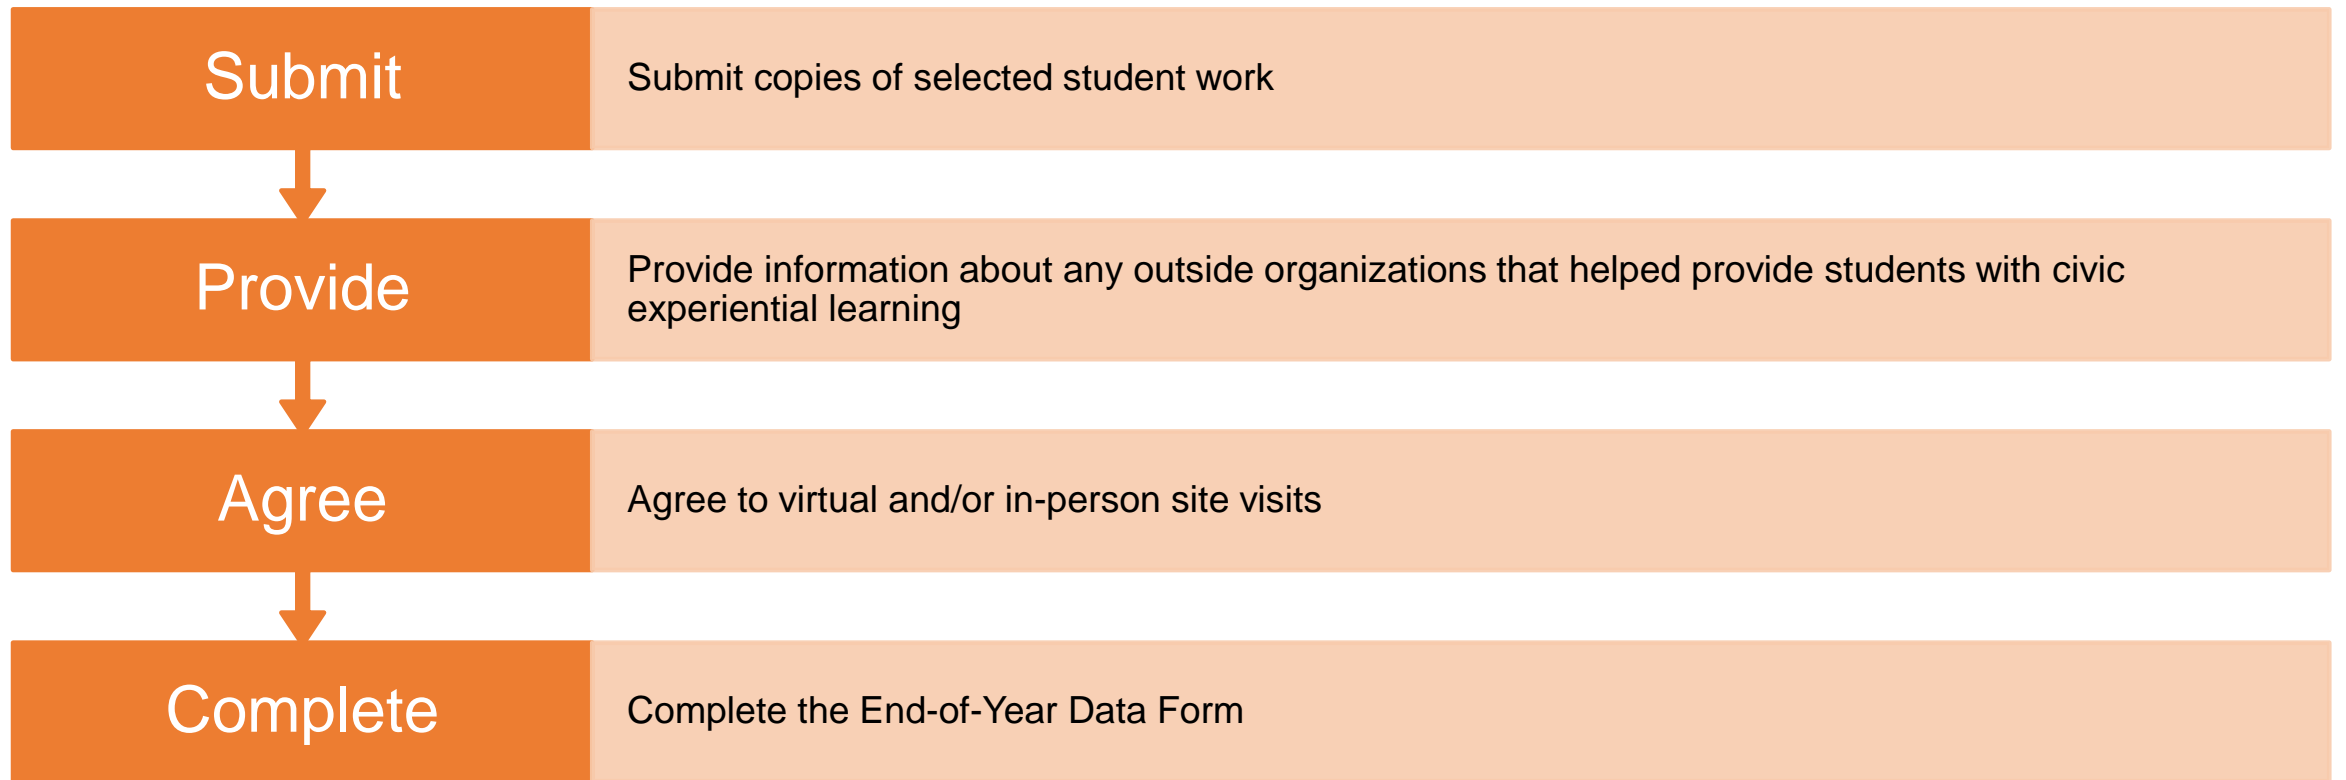 Submit
Submit copies of selected student work
Provide
Provide information about any outside organizations that helped provide students with civic
experiential learning
Agree
Agree to virtual and/or in-person site visits
Complete
Complete the End-of-Year Data Form